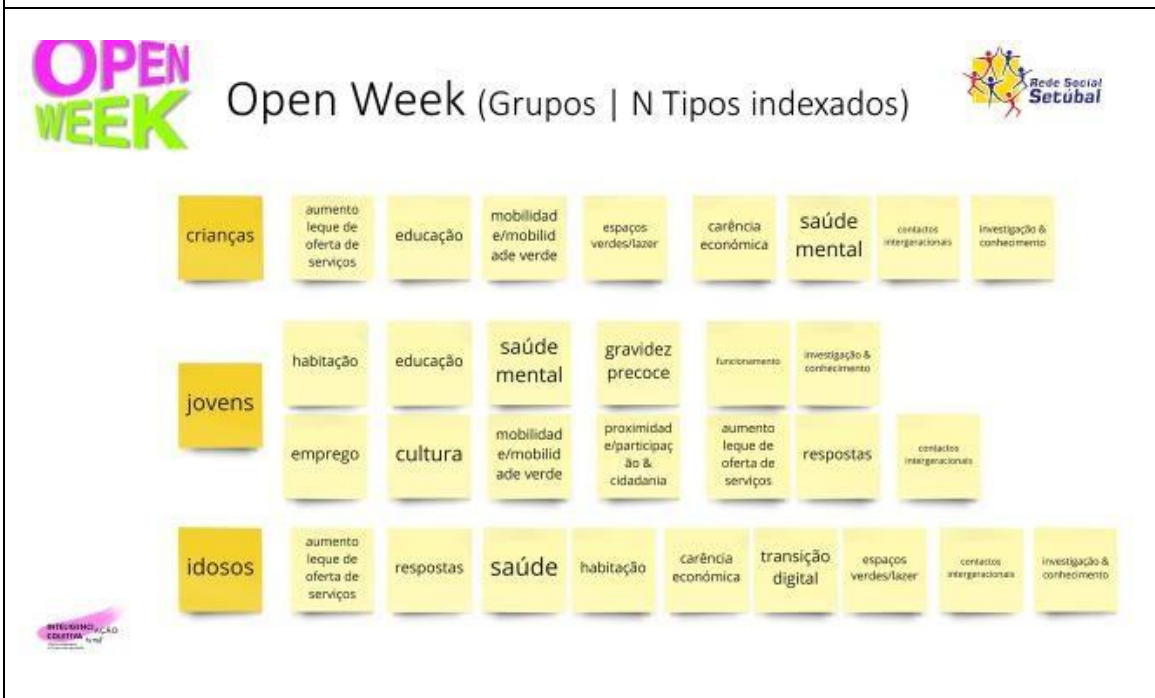 OPEN
WEEK
Open Week (Grupos | N Tipos indexados)
Rede Social
Setúbal
crianças
aumento
leque de
oferta de
serviços
educação
mobilidad
e/mobilid
ade verde
espaços
verdes/lazer
carência
económica
saúde
mental
contactos
intergeracionais
investigação &
conhecimento
jovens
habitação
educação
saúde
mental
gravidez
precoce
funcionamento
investigação &
conhecimento
emprego
cultura
mobilidad
e/mobilid
ade verde
proximidad
e/participaç
ão &
cidadania
aumento
leque de
oferta de
serviços
respostas
contactos
intergeracionais
idosos
aumento
leque de
oferta de
serviços
respostas
saúde
habitação
carência
económica
transição
digital
espaços
verdes/lazer
contactos
intergeracionais
investigação &
conhecimento
COLETIVA